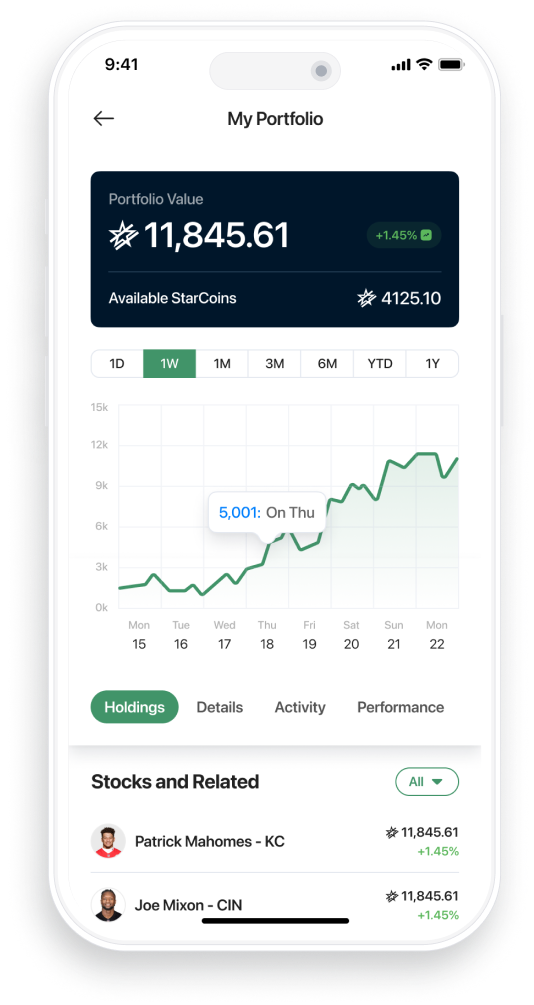 9:41
My Portfolio
Portfolio Value
11,845.61
+1.45%
Available StarCoins
4125.10
1D 1W 1M 3M 6M YTD 1Y
15k
12k
9k
6k
3k
0k
5,001: On Thu
Mon Tue Wed Thu Fri Sat Sun Mon
15 16 17 18 19 20 21 22
Holdings Details Activity Performance
Stocks and Related
All
Patrick Mahomes - KC
11,845.61
+1.45%
Joe Mixon - CIN
11,845.61
+1.45%